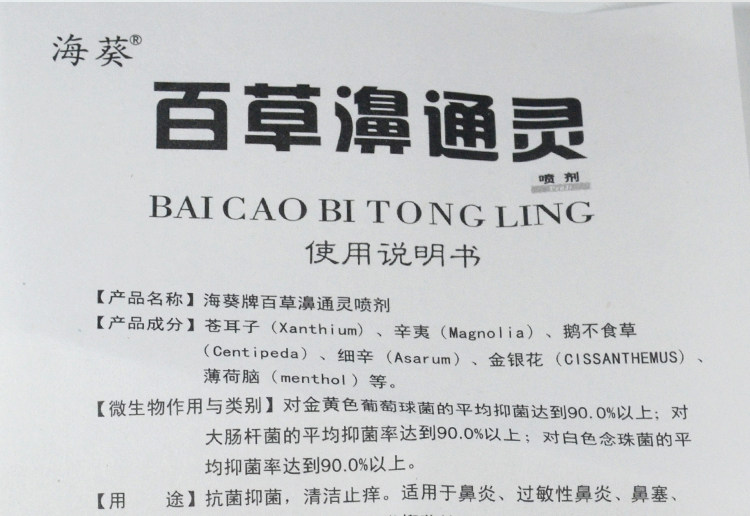 海葵®
百草濞通灵
喷剂
BAI CAO BI TONG LING
使用说明书
【产品名称】海葵牌百草濞通灵喷剂
【产品成分】苍耳子（Xanthium）、辛夷（Magnolia）、鹅不食草
（Centipeda）、细辛（Asarum）、金银花（CISSANTHEMUS）、
薄荷脑（menthol）等。
【微生物作用与类别】对金黄色葡萄球菌的平均抑菌达到90.0%以上；对
大肠杆菌的平均抑菌率达到90.0%以上；对白色念珠菌的平
均抑菌率达到90.0%以上。
【用 途】抗菌抑菌，清洁止痒。适用于鼻炎、过敏性鼻炎、鼻塞、